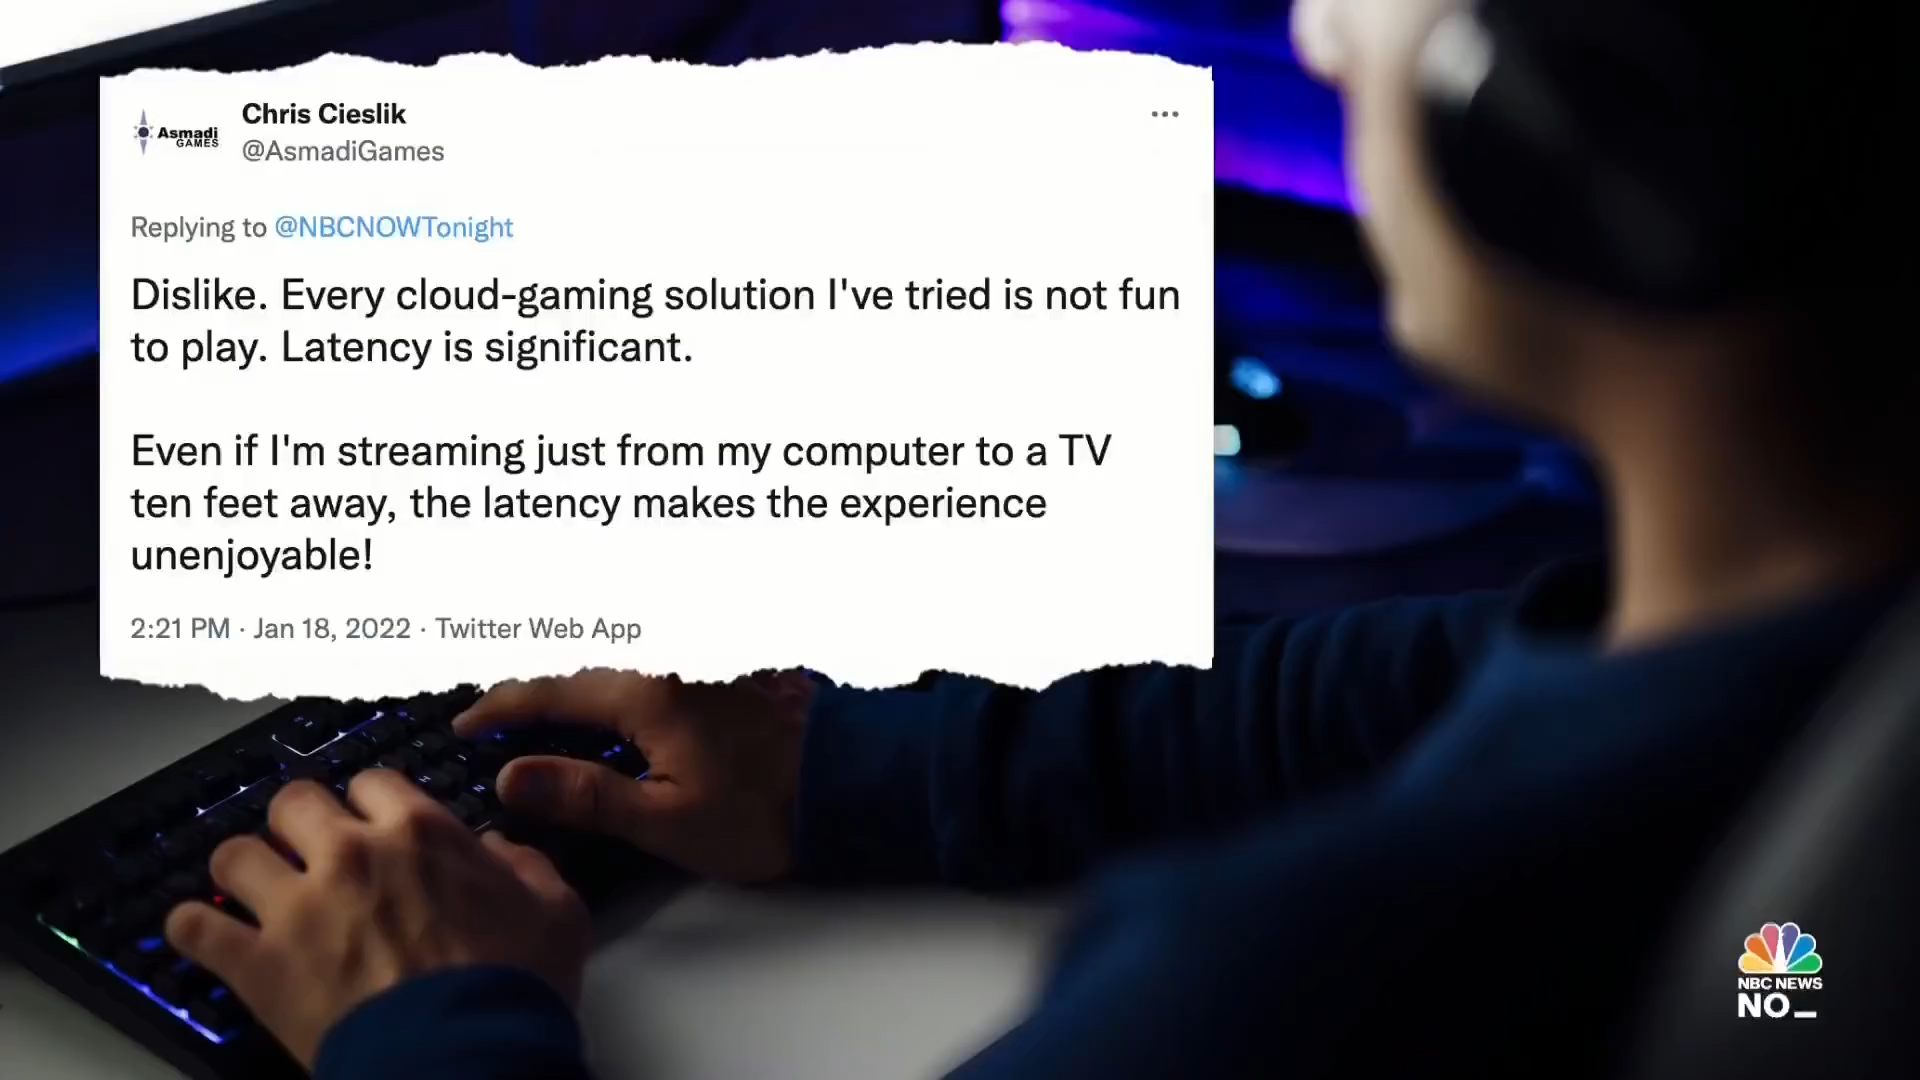 Asmadi
GAMES
Chris Cieslik
@AsmadiGames
Replying to @NBCNOWTonight
Dislike. Every cloud-gaming solution I've tried is not fun
to play. Latency is significant.
Even if I'm streaming just from my computer to a TV
ten feet away, the latency makes the experience
unenjoyable!
2:21 PM · Jan 18, 2022 · Twitter Web App
NBC NEWS
NO_